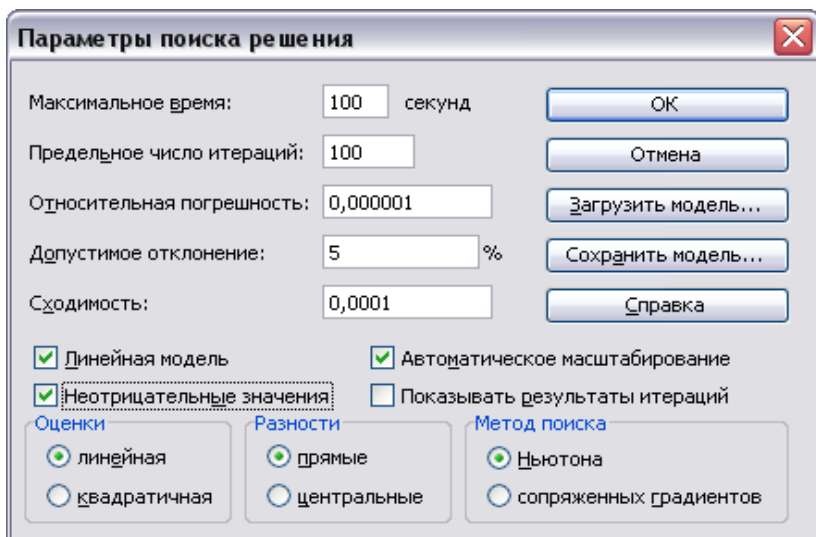 Параметры поиска решения
Максимальное время: 100 секунд ОК
Предельное число итераций: 100 Отмена
Относительная погрешность: 0,000001 Загрузить модель...
Допустимое отклонение: 5 % Сохранить модель...
Сходимость: 0,0001 Справка
Линейная модель Автоматическое масштабирование
Неотрицательные значения Показывать результаты итераций
Оценки Разности Метод поиска
линейная прямые Ньютона
квадратичная центральные сопряженных градиентов